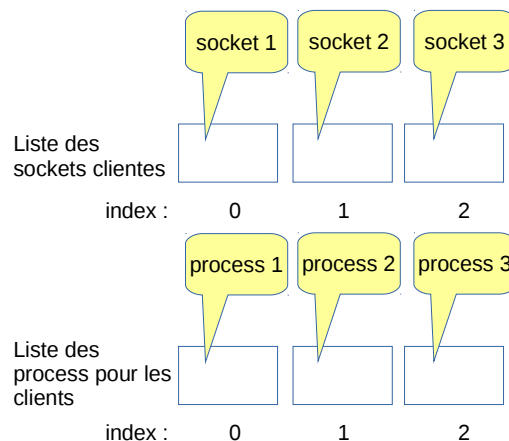 socket 1 socket 2 socket 3
Liste des
sockets clientes
index : 0 1 2
process 1 process 2 process 3
Liste des
process pour les
clients
index : 0 1 2